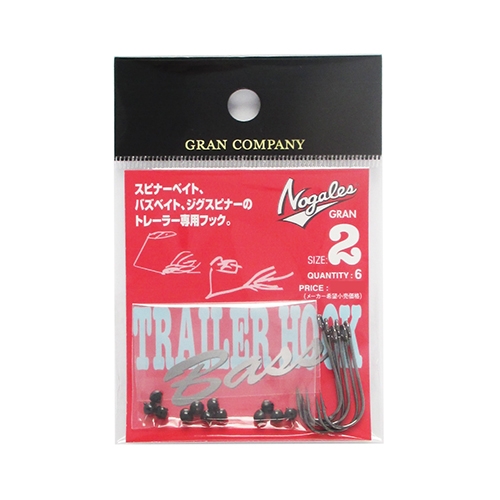 GRAN COMPANY
スピナーベイト、
バズベイト、ジグスピナーの
トレーラー専用フック。
Nogales
GRAN
SIZE: 2
QUANTITY: 6
PRICE:
(メーカー希望小売価格)
TRAILER HOOK
Bass